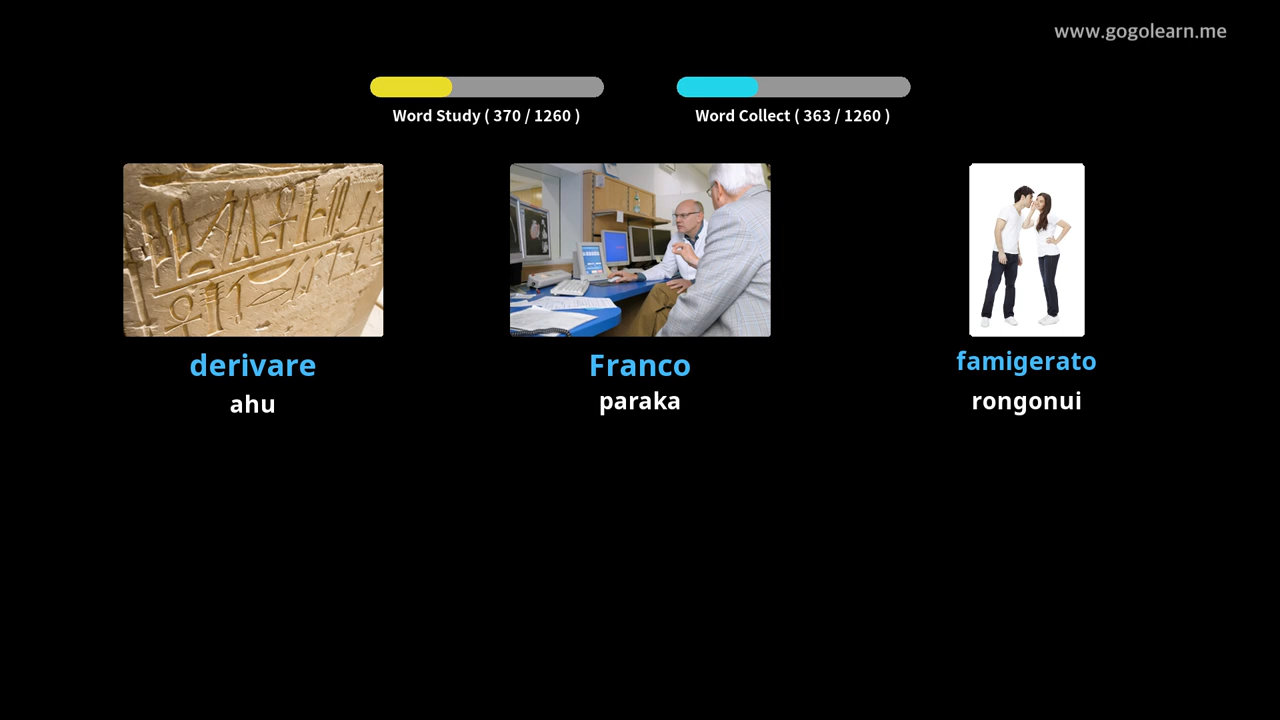 www.gogolearn.me
Word Study ( 370 / 1260 )
Word Collect ( 363 / 1260 )
derivare
ahu
Franco
paraka
famigerato
rongonui